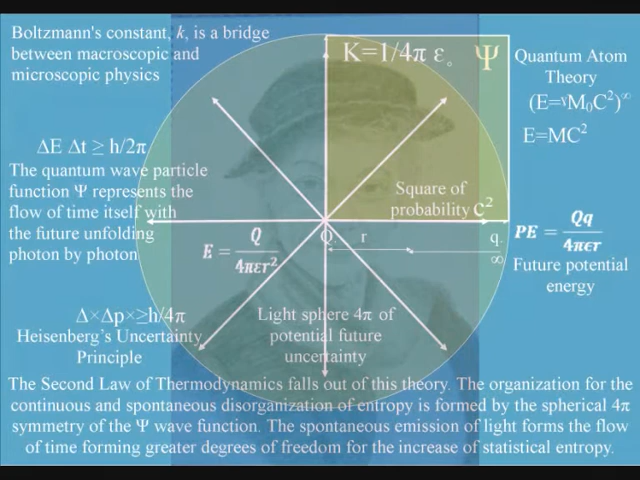 Boltzmann's constant, k, is a bridge
between macroscopic and
microscopic physics
K=1/4π ε。
Ψ
Quantum Atom
Theory
(E=ᵞM₀C²)∞
E=MC²
ΔE Δt ≥ h/2π
The quantum wave particle
function Ψ represents the
flow of time itself with
the future unfolding
photon by photon
Square of
probability c²
Q. r q.
∞
E = Q/4πεr²
PE = Qq/4πεr
Future potential
energy
Δ×Δp×≥h/4π
Heisenberg's Uncertainty
Principle
Light sphere 4π of
potential future
uncertainty
The Second Law of Thermodynamics falls out of this theory. The organization for the
continuous and spontaneous disorganization of entropy is formed by the spherical 4π
symmetry of the Ψ wave function. The spontaneous emission of light forms the flow
of time forming greater degrees of freedom for the increase of statistical entropy.